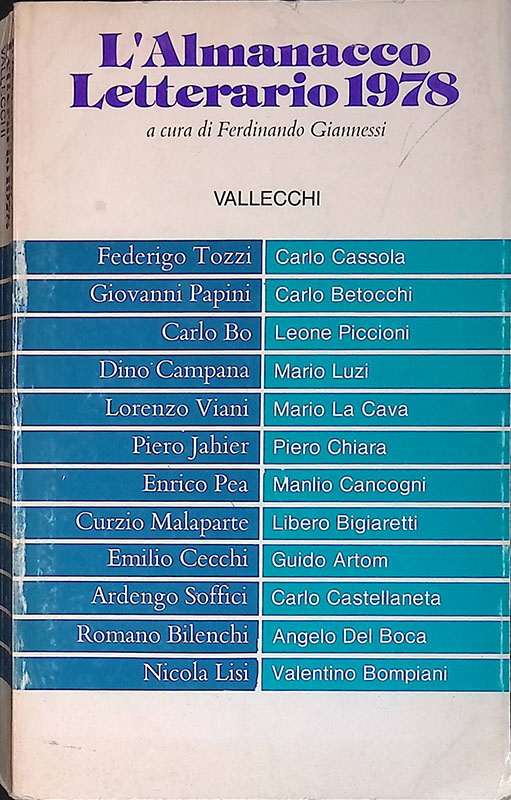 L'Almanacco
Letterario 1978
a cura di Ferdinando Giannessi
VALLECCHI
Federigo Tozzi Carlo Cassola
Giovanni Papini Carlo Betocchi
Carlo Bo Leone Piccioni
Dino Campana Mario Luzi
Lorenzo Viani Mario La Cava
Piero Jahier Piero Chiara
Enrico Pea Manlio Cancogni
Curzio Malaparte Libero Bigiaretti
Emilio Cecchi Guido Artom
Ardengo Soffici Carlo Castellaneta
Romano Bilenchi Angelo Del Boca
Nicola Lisi Valentino Bompiani
VALLECCHI